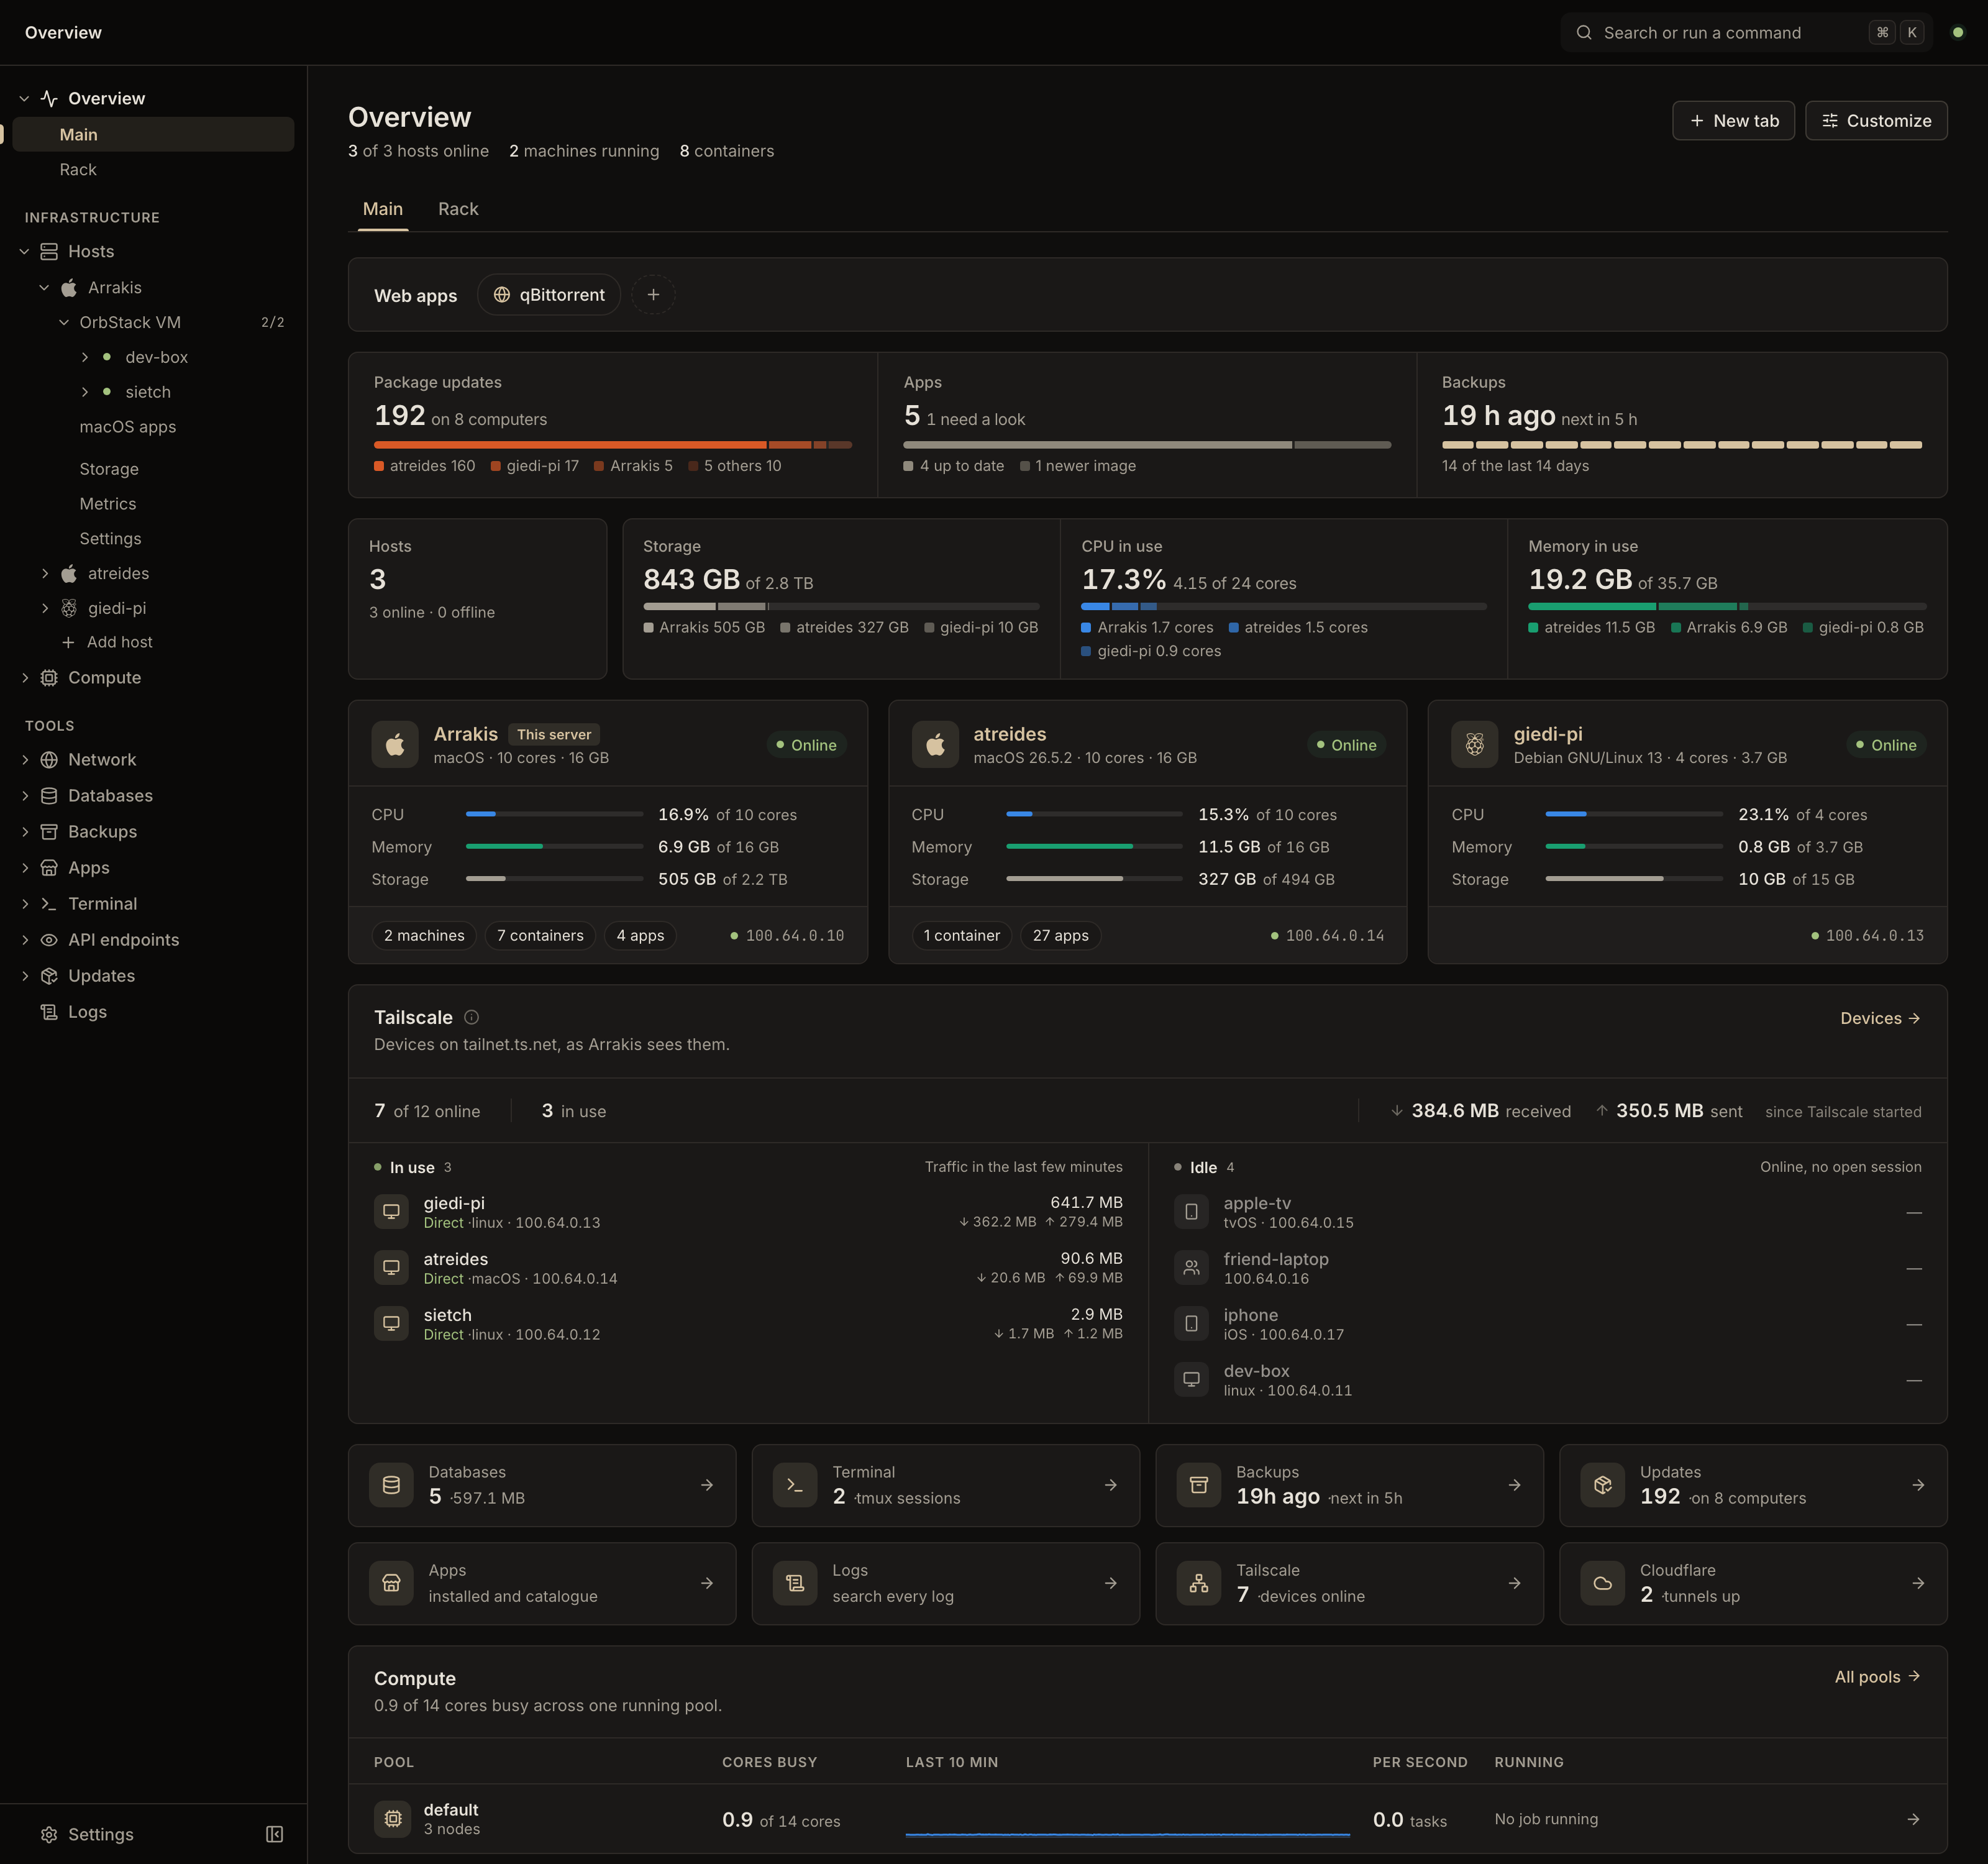 Overview
Search or run a command ⌘ K
Overview
Main
Rack
INFRASTRUCTURE
Hosts
Arrakis
OrbStack VM 2/2
dev-box
sietch
macOS apps
Storage
Metrics
Settings
atreides
giedi-pi
Add host
Compute
TOOLS
Network
Databases
Backups
Apps
Terminal
API endpoints
Updates
Logs
Settings
Overview
3 of 3 hosts online 2 machines running 8 containers
New tab
Customize
Main Rack
Web apps qBittorrent
Package updates
192 on 8 computers
atreides 160 giedi-pi 17 Arrakis 5 5 others 10
Apps
5 1 need a look
4 up to date 1 newer image
Backups
19 h ago next in 5 h
14 of the last 14 days
Hosts
3
3 online · 0 offline
Storage
843 GB of 2.8 TB
Arrakis 505 GB atreides 327 GB giedi-pi 10 GB
CPU in use
17.3% 4.15 of 24 cores
Arrakis 1.7 cores atreides 1.5 cores
giedi-pi 0.9 cores
Memory in use
19.2 GB of 35.7 GB
atreides 11.5 GB Arrakis 6.9 GB giedi-pi 0.8 GB
Arrakis This server
macOS · 10 cores · 16 GB
Online
CPU 16.9% of 10 cores
Memory 6.9 GB of 16 GB
Storage 505 GB of 2.2 TB
2 machines 7 containers 4 apps 100.64.0.10
atreides
macOS 26.5.2 · 10 cores · 16 GB
Online
CPU 15.3% of 10 cores
Memory 11.5 GB of 16 GB
Storage 327 GB of 494 GB
1 container 27 apps 100.64.0.14
giedi-pi
Debian GNU/Linux 13 · 4 cores · 3.7 GB
Online
CPU 23.1% of 4 cores
Memory 0.8 GB of 3.7 GB
Storage 10 GB of 15 GB
100.64.0.13
Tailscale
Devices on tailnet.ts.net, as Arrakis sees them.
Devices →
7 of 12 online 3 in use
↓ 384.6 MB received ↑ 350.5 MB sent since Tailscale started
In use 3 Traffic in the last few minutes
giedi-pi 641.7 MB
Direct ·linux · 100.64.0.13 ↓ 362.2 MB ↑ 279.4 MB
atreides 90.6 MB
Direct ·macOS · 100.64.0.14 ↓ 20.6 MB ↑ 69.9 MB
sietch 2.9 MB
Direct ·linux · 100.64.0.12 ↓ 1.7 MB ↑ 1.2 MB
Idle 4 Online, no open session
apple-tv
tvOS · 100.64.0.15 —
friend-laptop
100.64.0.16 —
iphone
iOS · 100.64.0.17 —
dev-box
linux · 100.64.0.11 —
Databases
5 ·597.1 MB
Terminal
2 ·tmux sessions
Backups
19h ago ·next in 5h
Updates
192 ·on 8 computers
Apps
installed and catalogue
Logs
search every log
Tailscale
7 ·devices online
Cloudflare
2 ·tunnels up
Compute
0.9 of 14 cores busy across one running pool.
All pools →
POOL CORES BUSY LAST 10 MIN PER SECOND RUNNING
default
3 nodes
0.9 of 14 cores 0.0 tasks No job running